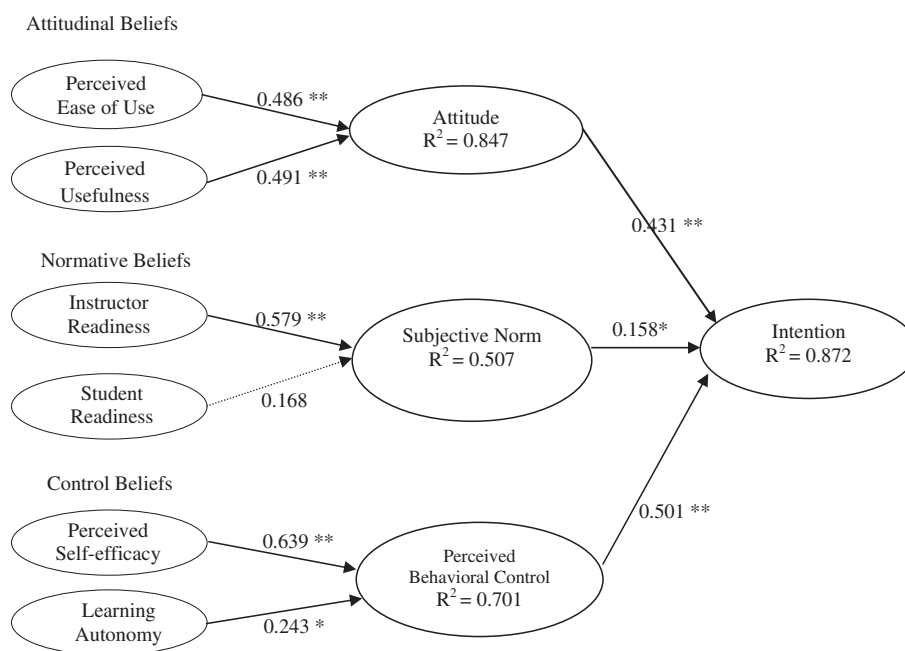 Attitudinal Beliefs
Perceived
Ease of Use
0.486 **
Attitude
R² = 0.847
Perceived
Usefulness
0.491 **
0.431 **
Normative Beliefs
Instructor
Readiness
0.579 **
Subjective Norm
R² = 0.507
0.158*
Intention
R² = 0.872
Student
Readiness
0.168
Control Beliefs
Perceived
Self-efficacy
0.639 **
Perceived
Behavioral Control
R² = 0.701
0.501 **
Learning
Autonomy
0.243 *